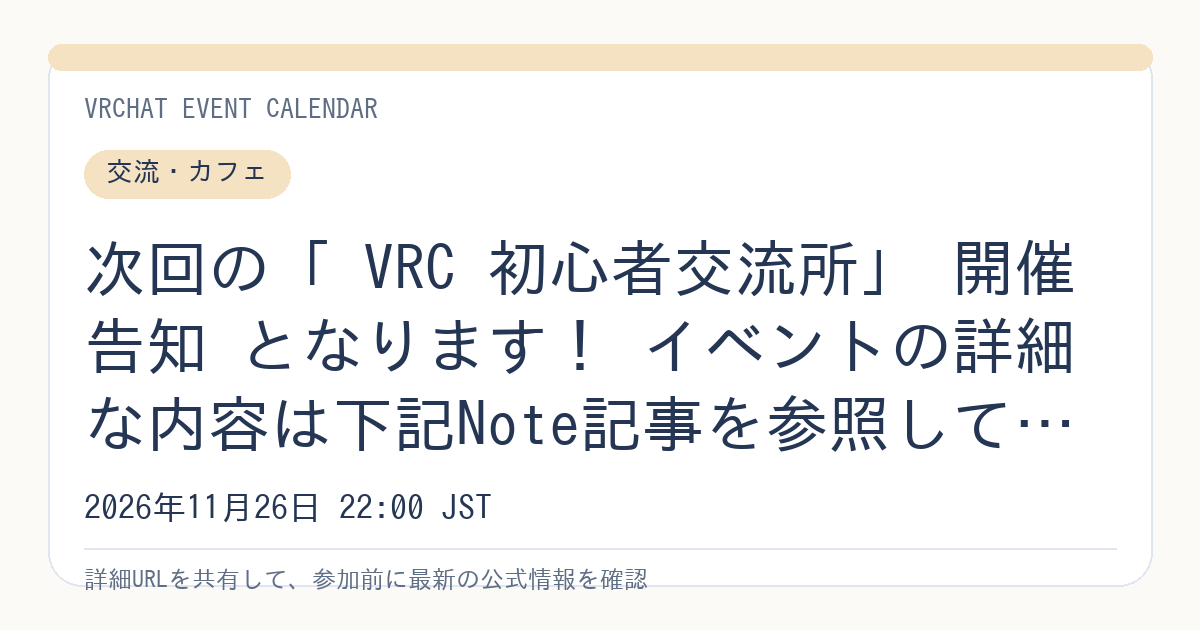 VRCHAT EVENT CALENDAR
交流・カフェ
次回の「 VRC 初心者交流所」 開催
告知 となります！ イベントの詳細
な内容は下記Note記事を参照して…
2026年11月26日 22:00 JST
詳細URLを共有して、参加前に最新の公式情報を確認